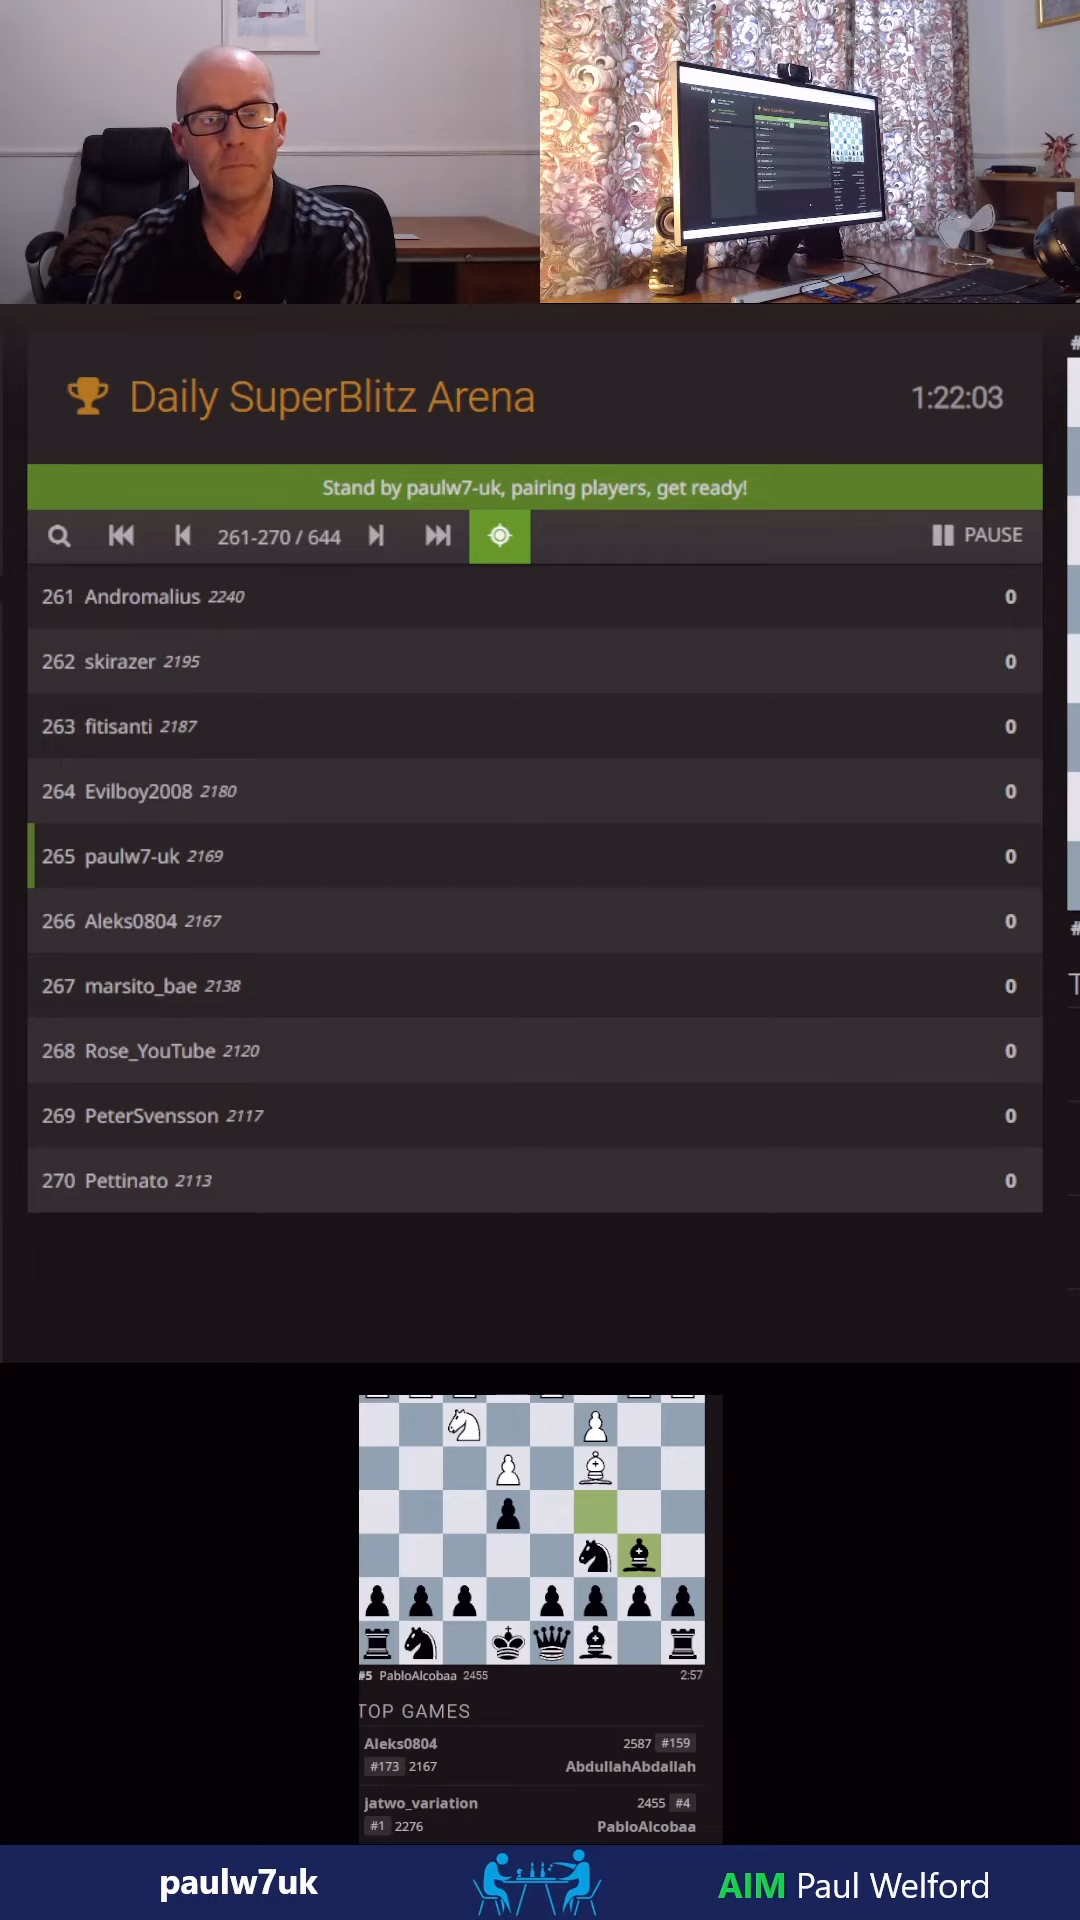 Daily SuperBlitz Arena
1:22:03
Stand by paulw7-uk, pairing players, get ready!
261-270 / 644
PAUSE
261 Andromalius 2240 0
262 skirazer 2195 0
263 fitisanti 2187 0
264 Evilboy2008 2180 0
265 paulw7-uk 2169 0
266 Aleks0804 2167 0
267 marsito_bae 2138 0
268 Rose_YouTube 2120 0
269 PeterSvensson 2117 0
270 Pettinato 2113 0
#5 PabloAlcobaa 2455 2:57
TOP GAMES
Aleks0804 2587 #159
#173 2167 AbdullahAbdallah
jatwo_variation 2455 #4
#1 2276 PabloAlcobaa
paulw7uk
AIM Paul Welford